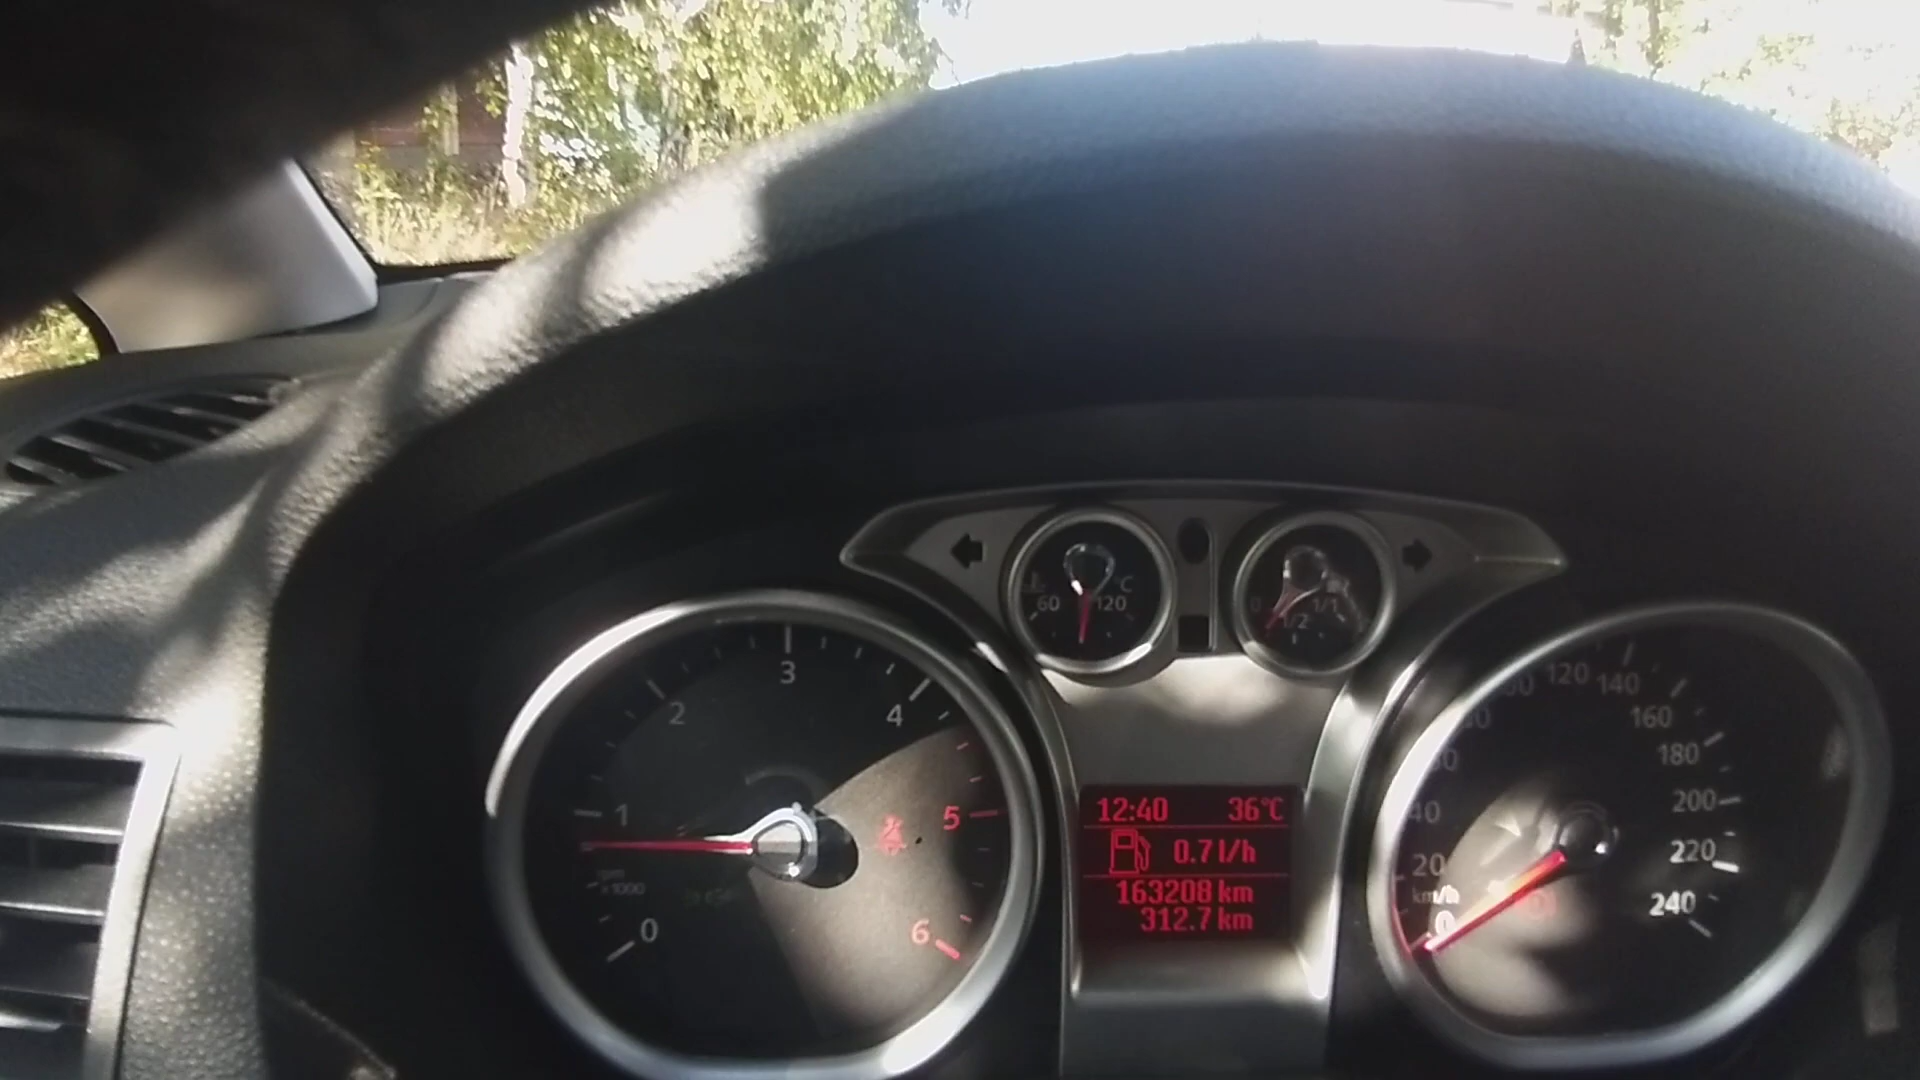 60 °C 120
0 1/2 1/1
0 1 2 3 4 5 6
rpm
x1000
12:40 36°C
0.7 l/h
163208 km
312.7 km
0 20 40 120 140 160 180 200 220 240
km/h